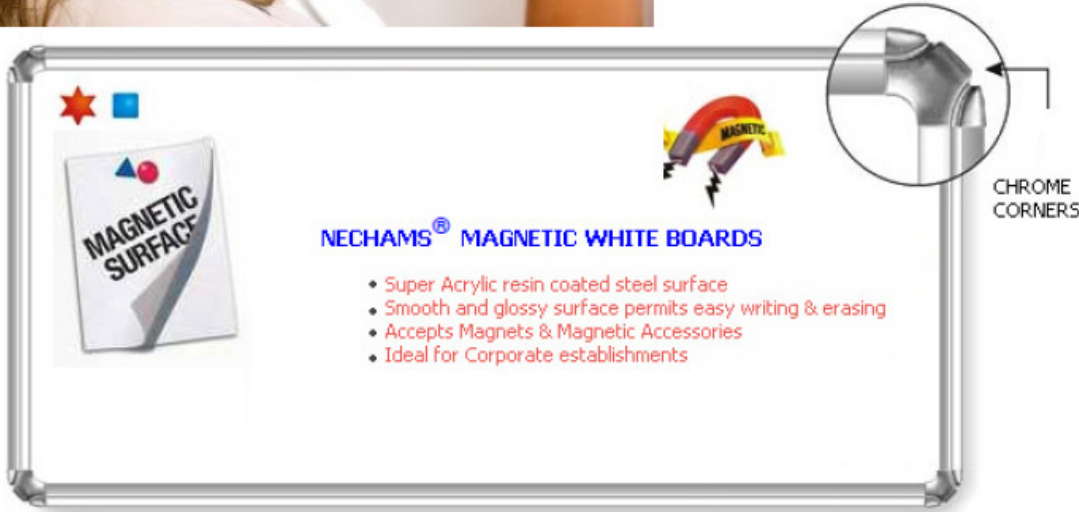 MAGNETIC
CHROME
CORNERS
MAGNETIC
SURFACE
NECHAMS® MAGNETIC WHITE BOARDS
• Super Acrylic resin coated steel surface
• Smooth and glossy surface permits easy writing & erasing
• Accepts Magnets & Magnetic Accessories
• Ideal for Corporate establishments